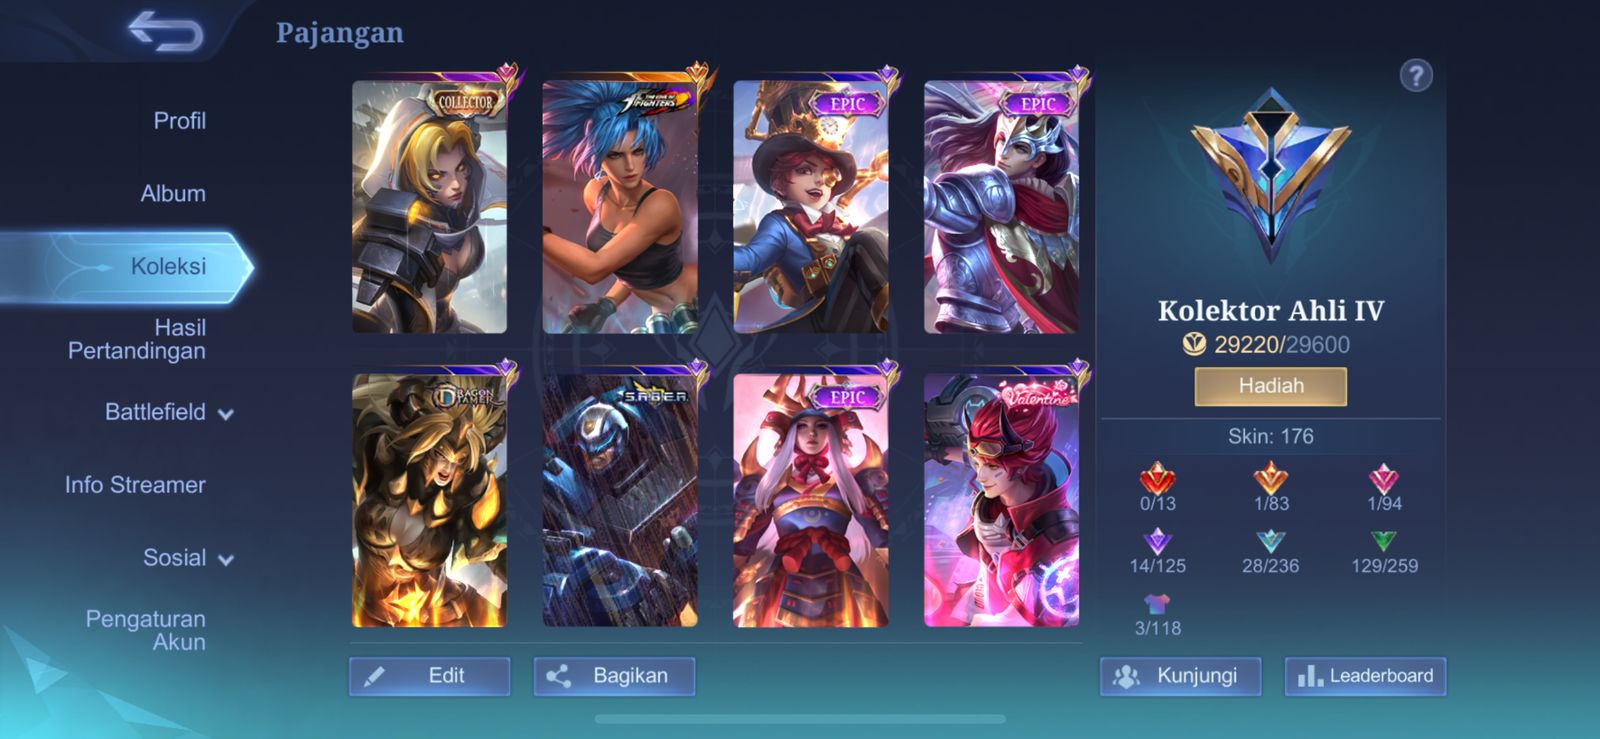 Pajangan
Profil
Album
Koleksi
Hasil
Pertandingan
Battlefield
Info Streamer
Sosial
Pengaturan
Akun
COLLECTOR
THE KING OF
FIGHTERS
EPIC
EPIC
DRAGON
TAMER
S.A.B.E.R.
EPIC
Valentine
Edit
Bagikan
?
Kolektor Ahli IV
29220/29600
Hadiah
Skin: 176
0/13
1/83
1/94
14/125
28/236
129/259
3/118
Kunjungi
Leaderboard